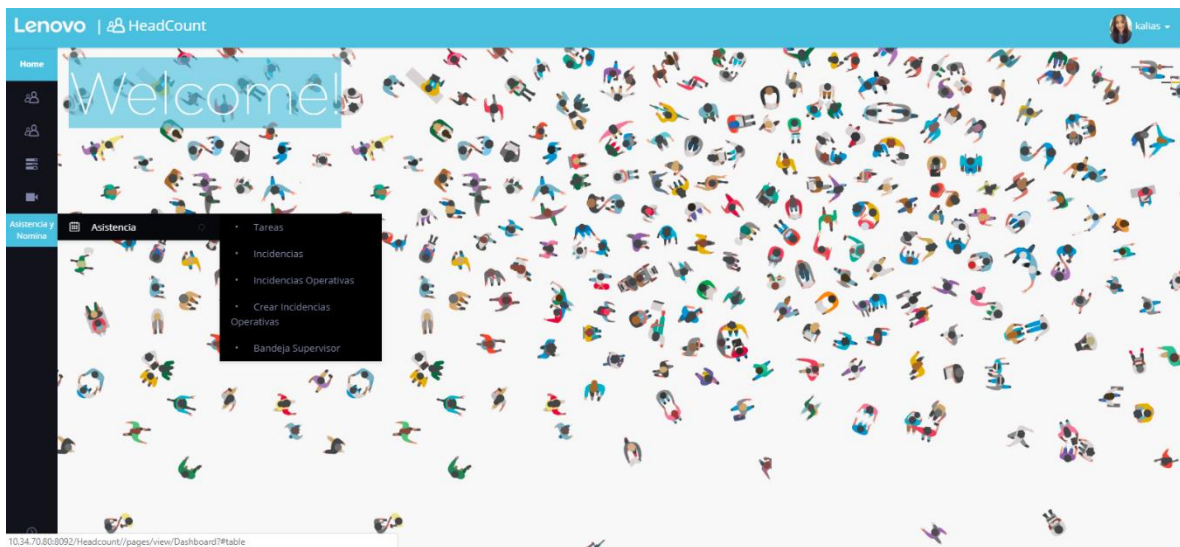 Lenovo | HeadCount
kalias
Home
Welcome!
Asistencia y
Nomina
Asistencia
• Tareas
• Incidencias
• Incidencias Operativas
• Crear Incidencias
Operativas
• Bandeja Supervisor
10.34.70.80:8092/Headcount//pages/view/Dashboard?#table